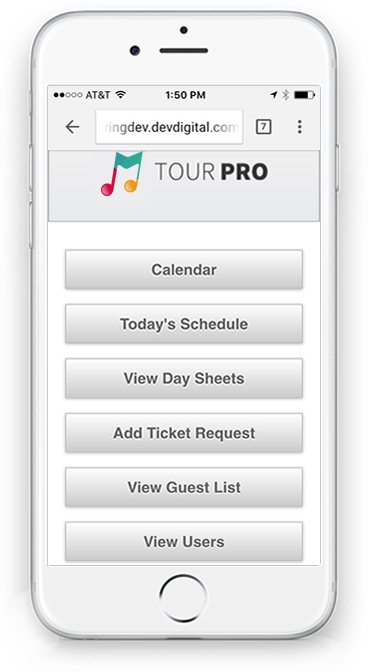 AT&T 1:50 PM
ringdev.devdigital.com 7
TOUR PRO
Calendar
Today's Schedule
View Day Sheets
Add Ticket Request
View Guest List
View Users